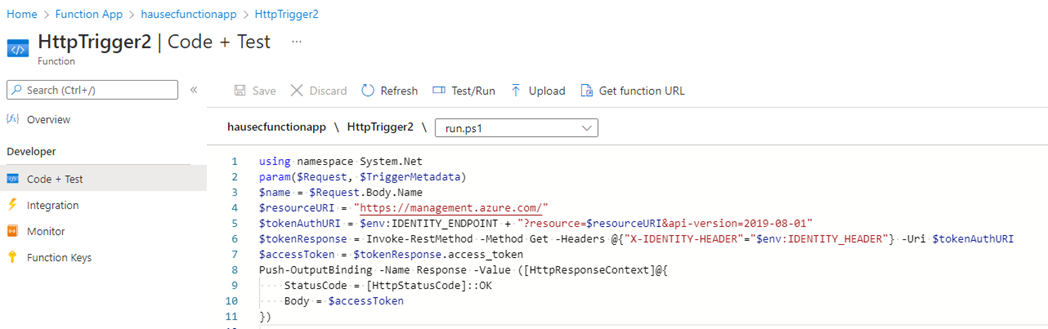 Home > Function App > hausecfunctionapp > HttpTrigger2
HttpTrigger2 | Code + Test ...
Function
Search (Ctrl+/) «
Save Discard Refresh Test/Run Upload Get function URL
Overview
Developer
Code + Test
Integration
Monitor
Function Keys
hausecfunctionapp \ HttpTrigger2 \ run.ps1
1 using namespace System.Net
2 param($Request, $TriggerMetadata)
3 $name = $Request.Body.Name
4 $resourceURI = "https://management.azure.com/"
5 $tokenAuthURI = $env:IDENTITY_ENDPOINT + "?resource=$resourceURI&api-version=2019-08-01"
6 $tokenResponse = Invoke-RestMethod -Method Get -Headers @{"X-IDENTITY-HEADER"="$env:IDENTITY_HEADER"} -Uri $tokenAuthURI
7 $accessToken = $tokenResponse.access_token
8 Push-OutputBinding -Name Response -Value ([HttpResponseContext]@{
9 StatusCode = [HttpStatusCode]::OK
10 Body = $accessToken
11 })